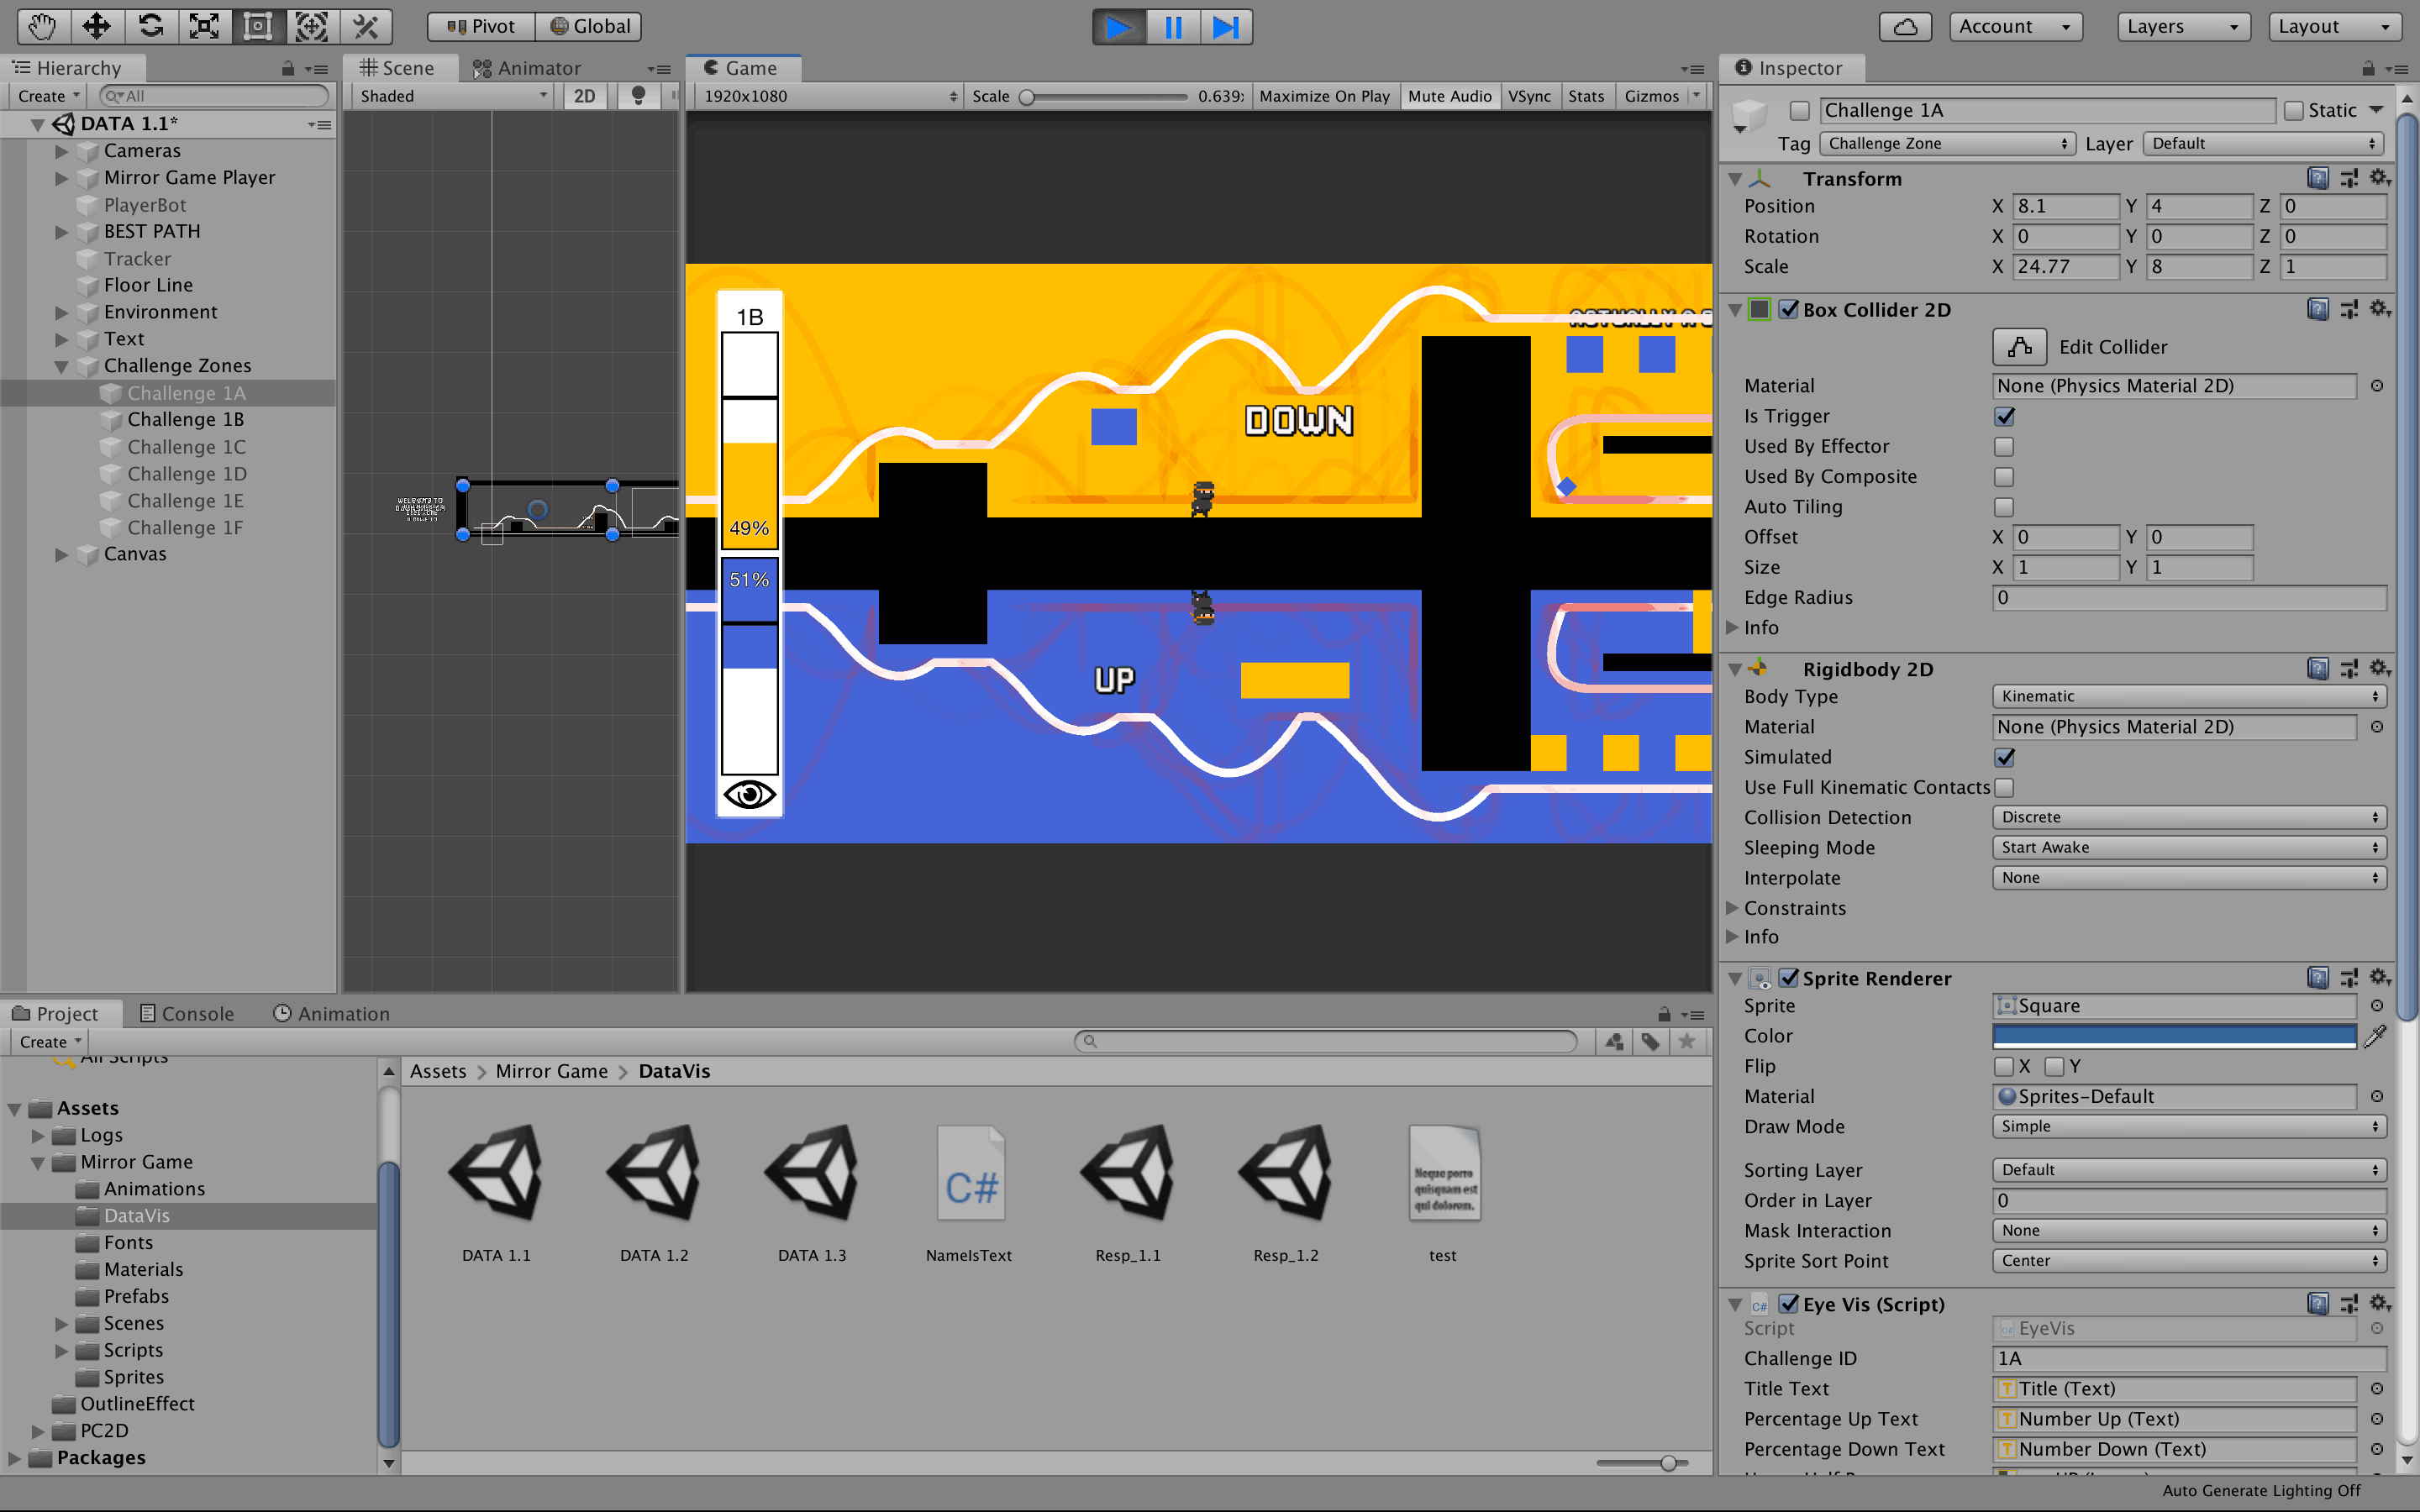 Pivot Global Account Layers Layout
Hierarchy Scene Animator Game Inspector
Create All Shaded 2D 1920x1080 Scale 0.639: Maximize On Play Mute Audio VSync Stats Gizmos
DATA 1.1*
Cameras
Mirror Game Player
PlayerBot
BEST PATH
Tracker
Floor Line
Environment
Text
Challenge Zones
Challenge 1A
Challenge 1B
Challenge 1C
Challenge 1D
Challenge 1E
Challenge 1F
Canvas
WELCOME TO
1B
49%
51%
DOWN
UP
ACTUALLY A
Challenge 1A Static
Tag Challenge Zone Layer Default
Transform
Position X 8.1 Y 4 Z 0
Rotation X 0 Y 0 Z 0
Scale X 24.77 Y 8 Z 1
Box Collider 2D
Edit Collider
Material None (Physics Material 2D)
Is Trigger
Used By Effector
Used By Composite
Auto Tiling
Offset X 0 Y 0
Size X 1 Y 1
Edge Radius 0
Info
Rigidbody 2D
Body Type Kinematic
Material None (Physics Material 2D)
Simulated
Use Full Kinematic Contacts
Collision Detection Discrete
Sleeping Mode Start Awake
Interpolate None
Constraints
Info
Sprite Renderer
Sprite Square
Color
Flip X Y
Material Sprites-Default
Draw Mode Simple
Sorting Layer Default
Order in Layer 0
Mask Interaction None
Sprite Sort Point Center
Eye Vis (Script)
Script C# EyeVis
Challenge ID 1A
Title Text Title (Text)
Percentage Up Text Number Up (Text)
Percentage Down Text Number Down (Text)
Project Console Animation
Create
All Scripts
Assets
Logs
Mirror Game
Animations
DataVis
Fonts
Materials
Prefabs
Scenes
Scripts
Sprites
OutlineEffect
PC2D
Packages
Assets > Mirror Game > DataVis
C#
Neque porro
quisquam est
qui dolorem.
DATA 1.1 DATA 1.2 DATA 1.3 NameIsText Resp_1.1 Resp_1.2 test
Auto Generate Lighting Off